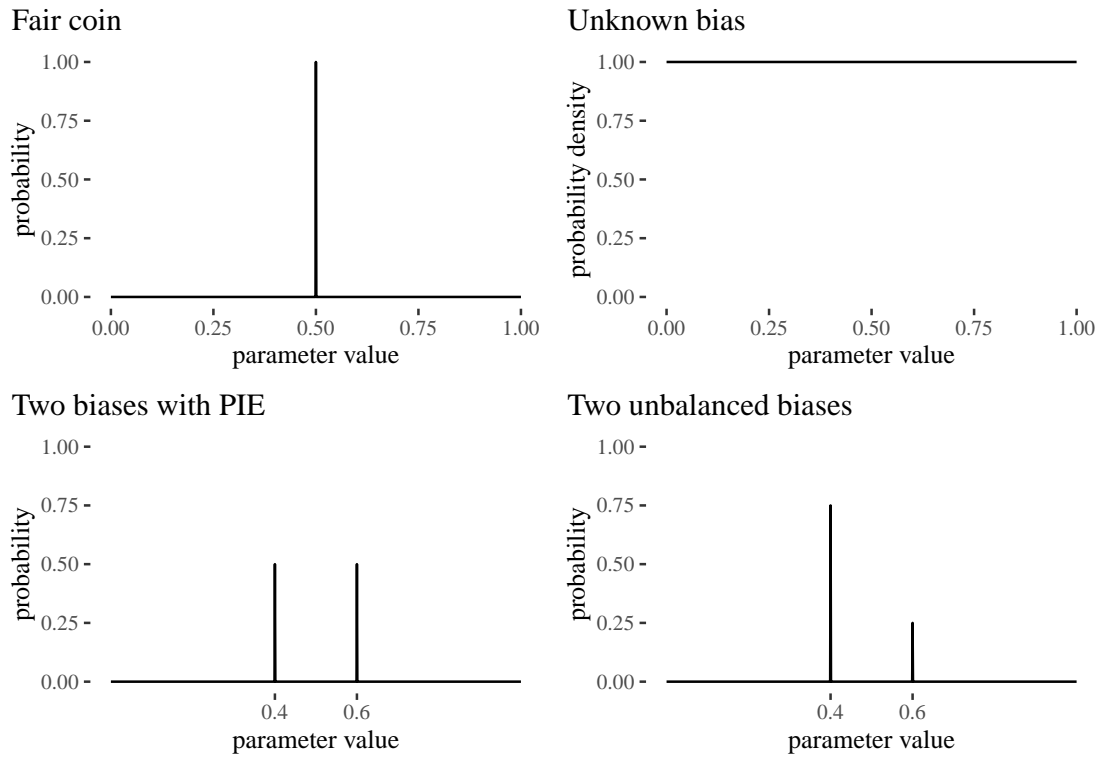 Fair coin
1.00
0.75
0.50
0.25
0.00
probability
0.00 0.25 0.50 0.75 1.00
parameter value
Unknown bias
1.00
0.75
0.50
0.25
0.00
probability density
0.00 0.25 0.50 0.75 1.00
parameter value
Two biases with PIE
1.00
0.75
0.50
0.25
0.00
probability
0.4 0.6
parameter value
Two unbalanced biases
1.00
0.75
0.50
0.25
0.00
probability
0.4 0.6
parameter value